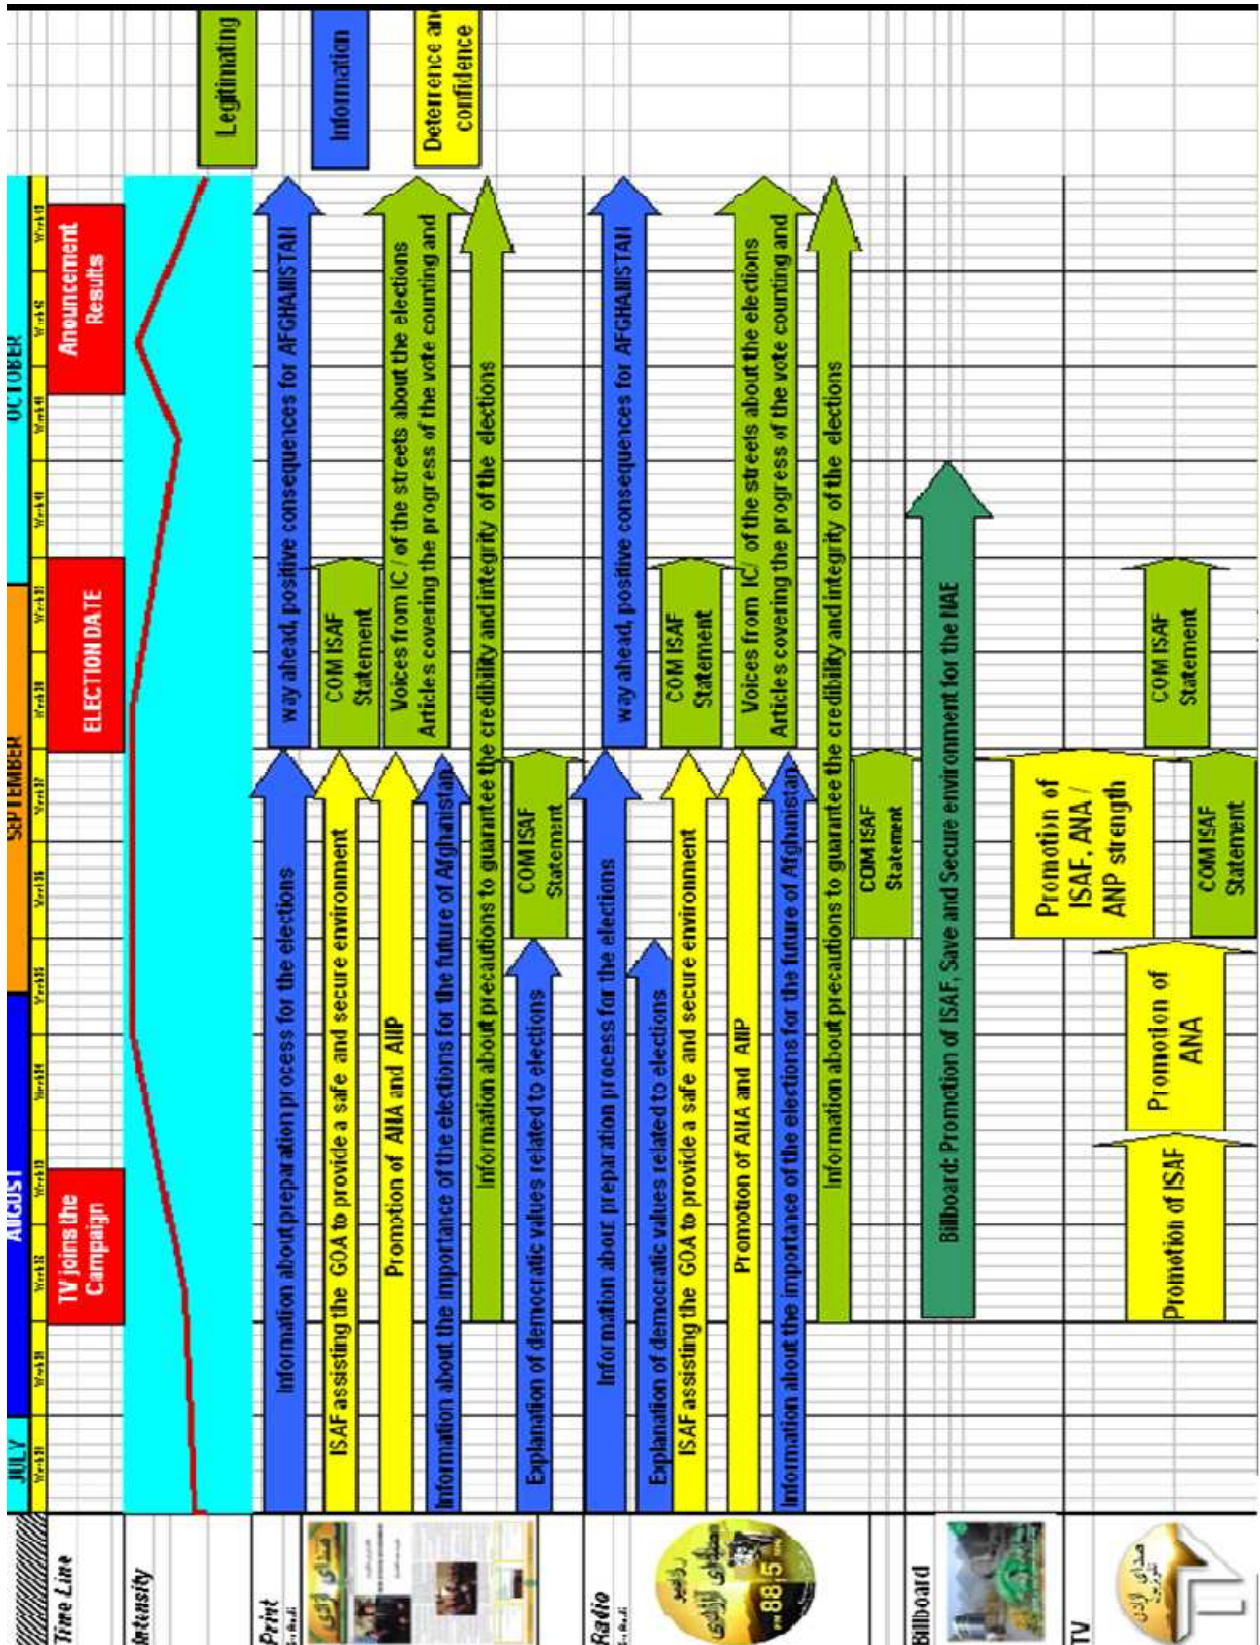 JULY
AUGUST
SEPTEMBER
OCTOBER
Time Line
TV joins the
Campaign
ELECTION DATE
Anouncement
Results
Intensity
Legitimating
Information
Deterrence and
confidence
Print
Information about preparation process for the elections
way ahead, positive consequences for AFGHANISTAN
ISAF assisting the GOA to provide a safe and secure environment
COM ISAF
Statement
Promotion of ANA and ANP
Voices from IC / of the streets about the elections
Articles covering the progress of the vote counting and
Information about the importance of the elections for the future of Afghanistan
Information about precautions to guarantee the credibility and integrity of the elections
Explanation of democratic values related to elections
COM ISAF
Statement
Radio
Information about preparation process for the elections
way ahead, positive consequences for AFGHANISTAN
Explanation of democratic values related to elections
ISAF assisting the GOA to provide a safe and secure environment
COM ISAF
Statement
Promotion of ANA and ANP
Voices from IC / of the streets about the elections
Articles covering the progress of the vote counting and
Information about the importance of the elections for the future of Afghanistan
Information about precautions to guarantee the credibility and integrity of the elections
COM ISAF
Statement
رادیو
صدای آزادی
FM 88.5
Billboard
Billboard: Promotion of ISAF, Save and Secure environment for the NAE
TV
Promotion of ISAF
Promotion of
ANA
Promotion of
ISAF, ANA /
ANP strength
COM ISAF
Statement
COM ISAF
Statement